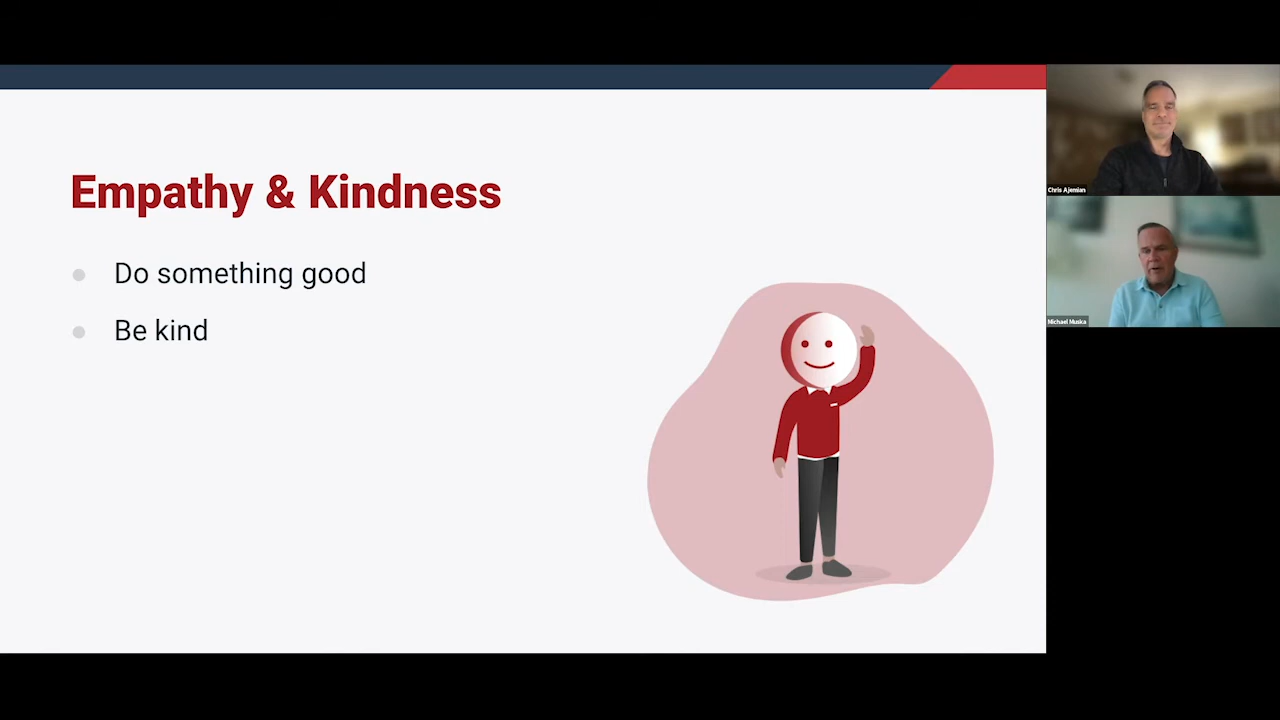 Empathy & Kindness
Do something good
Be kind
Chris Ajemian
Michael Muska